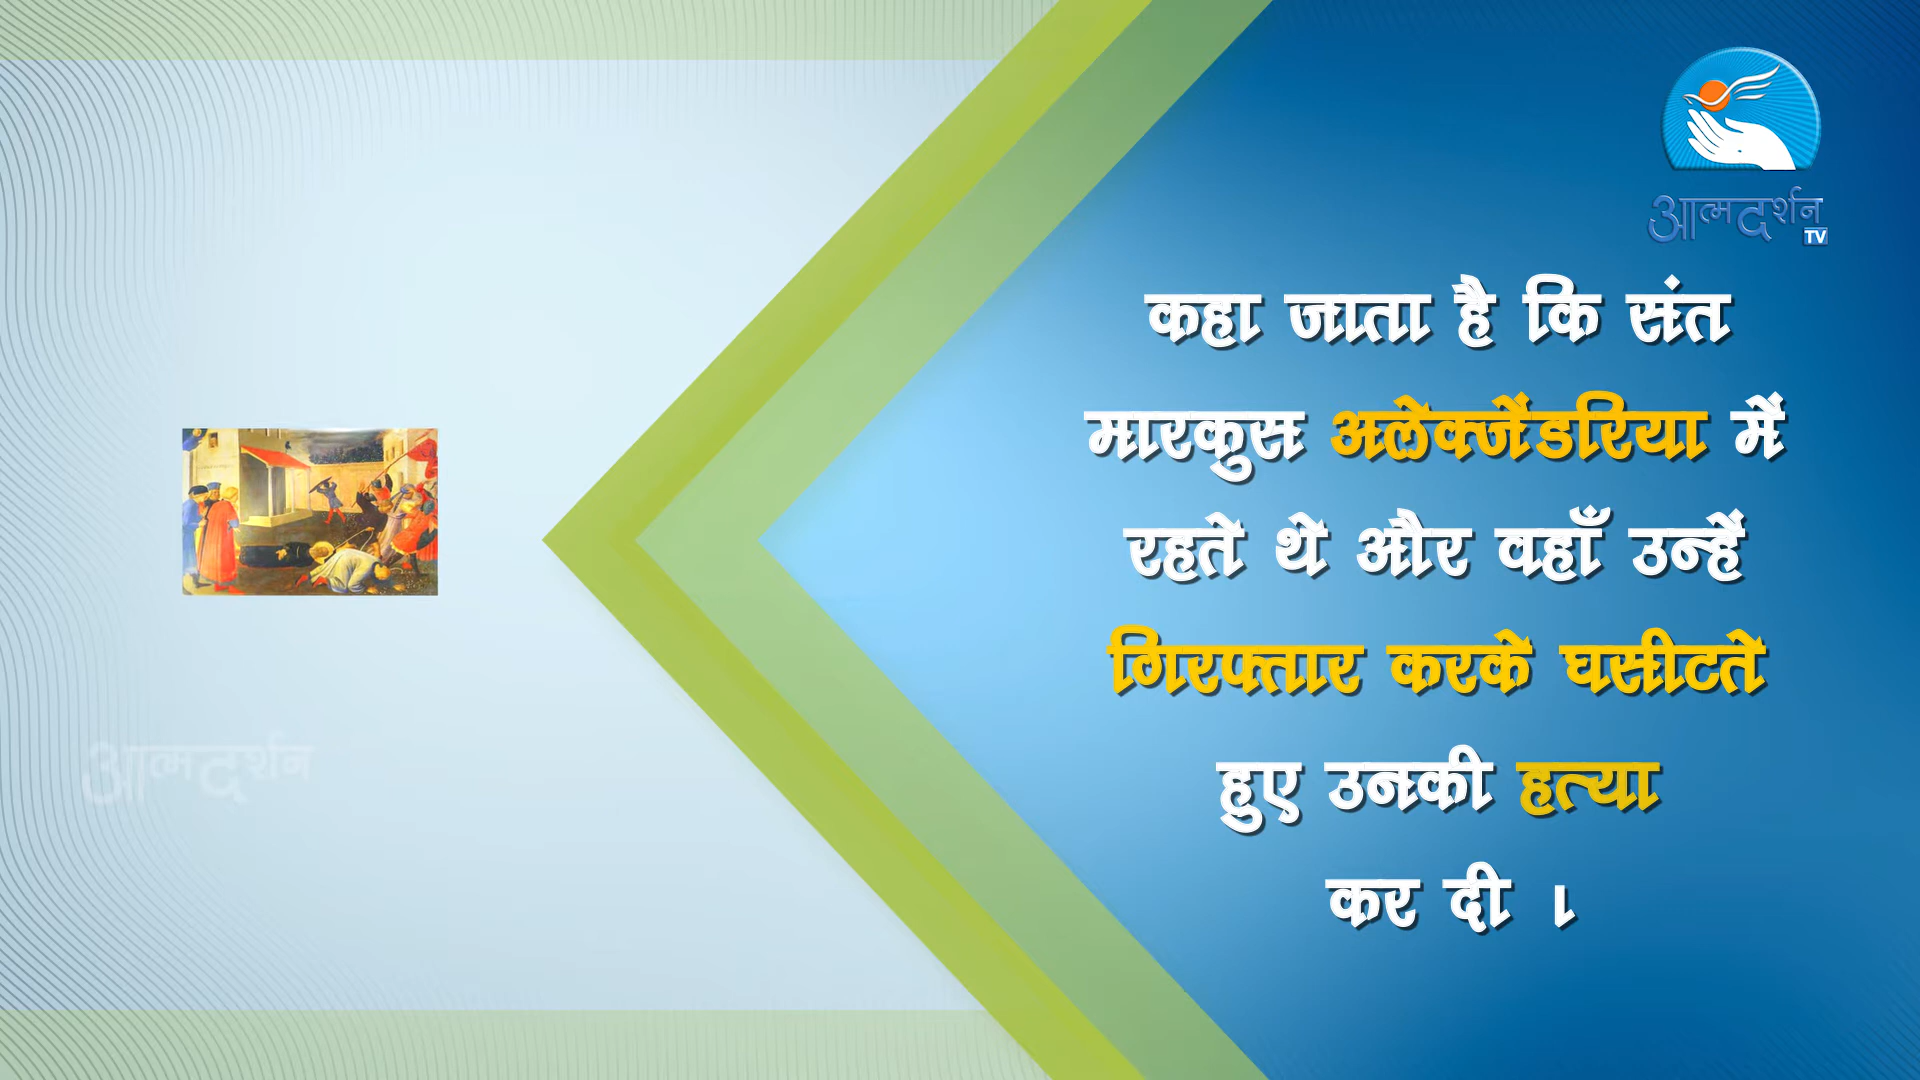 आत्मदर्शन
TV
कहा जाता है कि संत
मारकुस अलेक्जेंडरिया में
रहते थे और वहाँ उन्हें
गिरफ्तार करके घसीटते
हुए उनकी हत्या
कर दी ।
आत्मदर्शन